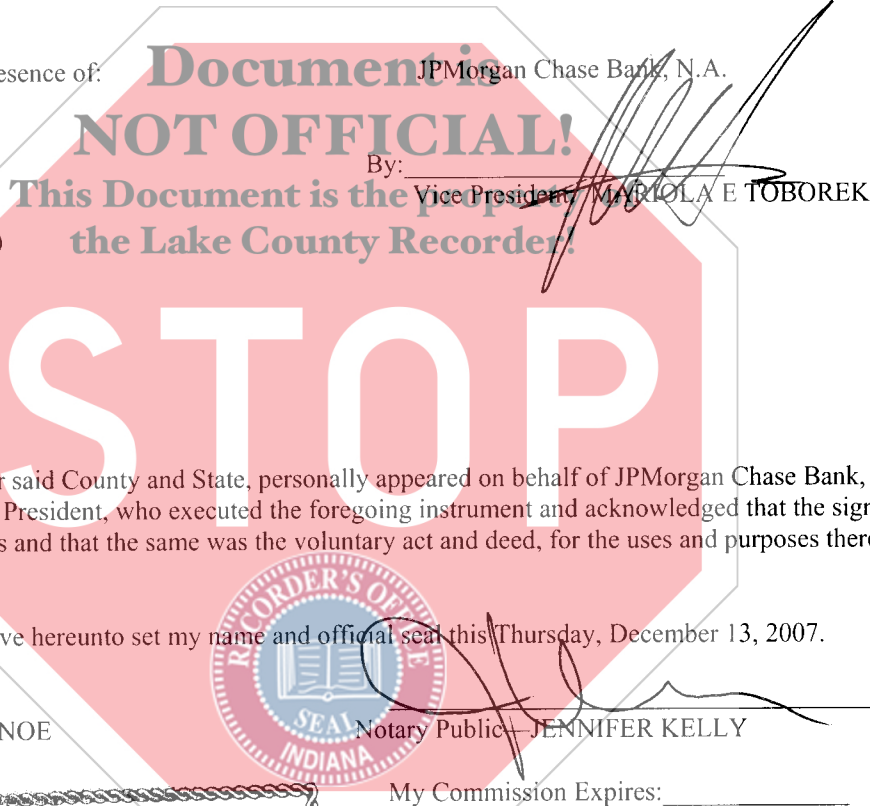 Document is
esence of: JPMorgan Chase Bank, N.A.
NOT OFFICIAL!
By:
This Document is the property
Vice President MARIOLA E TOBOREK
the Lake County Recorder!
STOP
r said County and State, personally appeared on behalf of JPMorgan Chase Bank,
President, who executed the foregoing instrument and acknowledged that the sign
s and that the same was the voluntary act and deed, for the uses and purposes there
RECORDER'S OFFICE
ve hereunto set my name and official seal this Thursday, December 13, 2007.
SEAL
NOE Notary Public—JENNIFER KELLY
INDIANA
My Commission Expires: